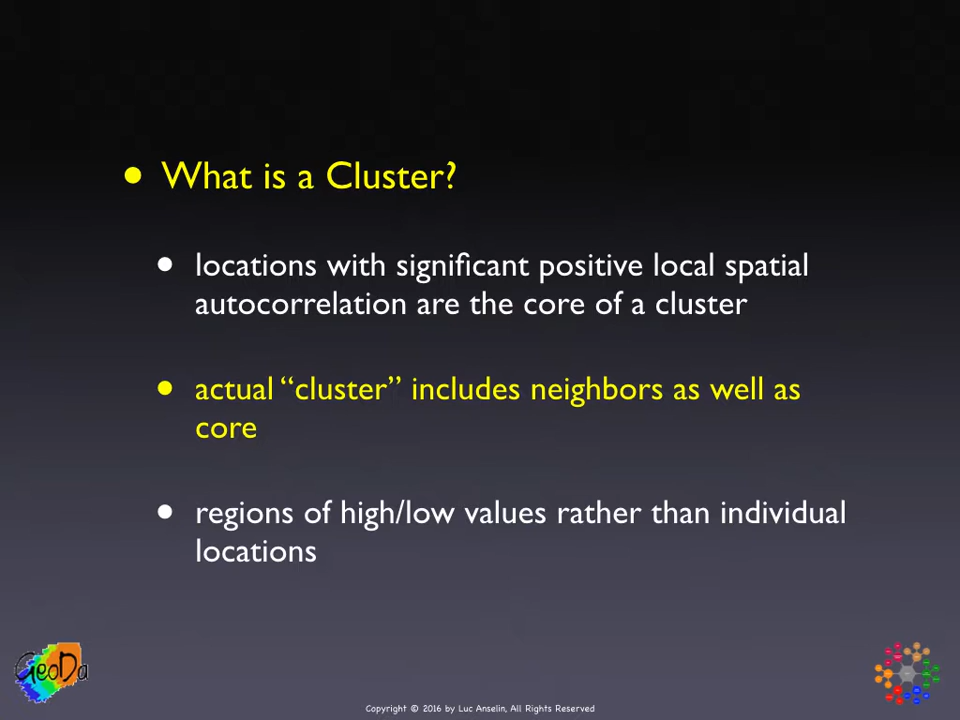 • What is a Cluster?
• locations with significant positive local spatial
autocorrelation are the core of a cluster
• actual “cluster” includes neighbors as well as
core
• regions of high/low values rather than individual
locations
GeoDa
Copyright © 2016 by Luc Anselin, All Rights Reserved